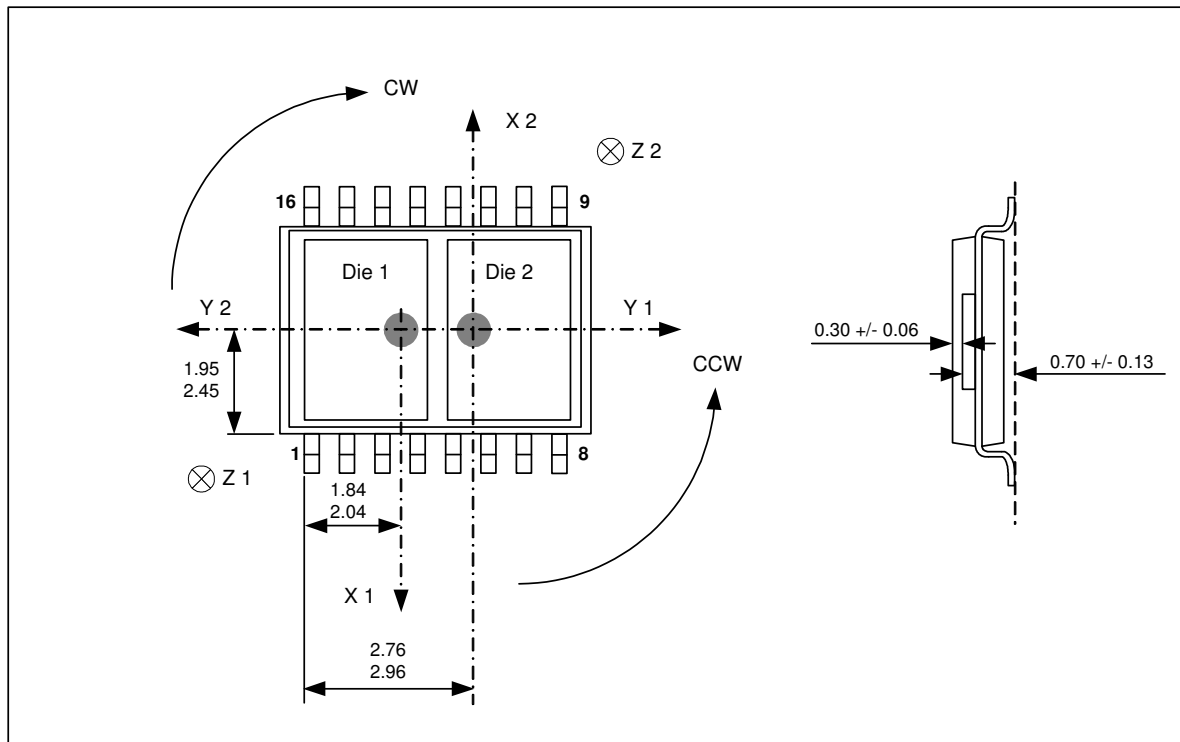 CW
X 2
Z 2
16
9
Die 1
Die 2
Y 2
Y 1
0.30 +/- 0.06
1.95
2.45
CCW
0.70 +/- 0.13
1
8
Z 1
1.84
2.04
X 1
2.76
2.96